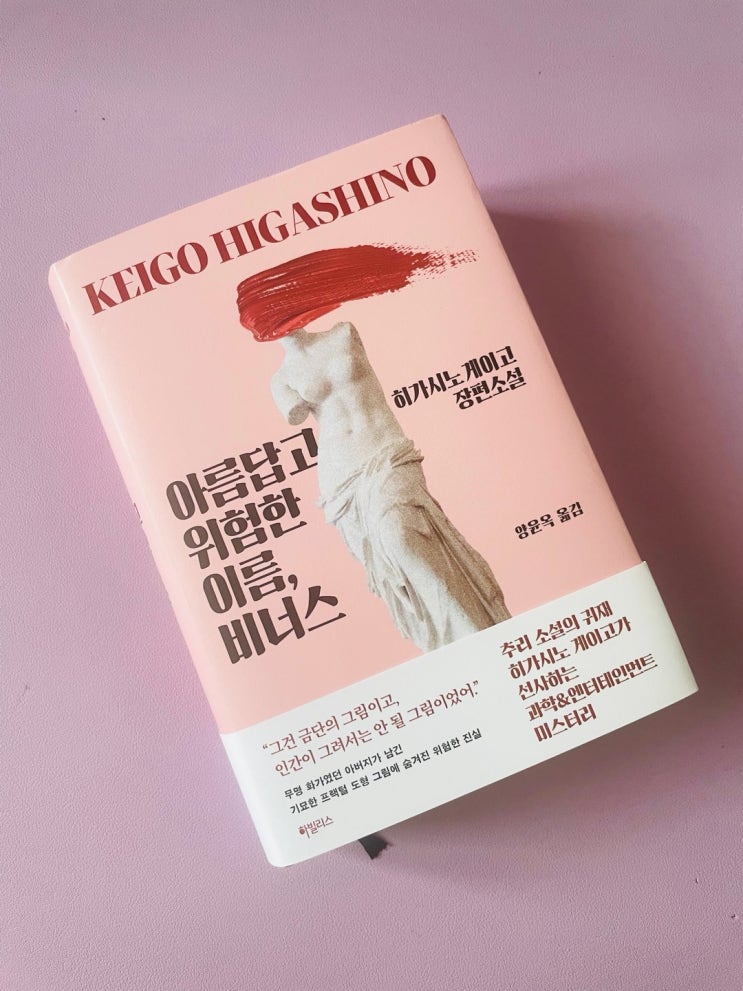 KEIGO HIGASHINO
히가시노 게이고
장편소설
아름답고
위험한
이름,
비너스
양윤옥 옮김
추리 소설의 귀재
히가시노 게이고가
선사하는
과학&엔터테인먼트
미스터리
“그건 금단의 그림이고,
인간이 그려서는 안 될 그림이었어.”
무명 화가였던 아버지가 남긴
기묘한 프랙털 도형 그림에 숨겨진 위험한 진실
하빌리스